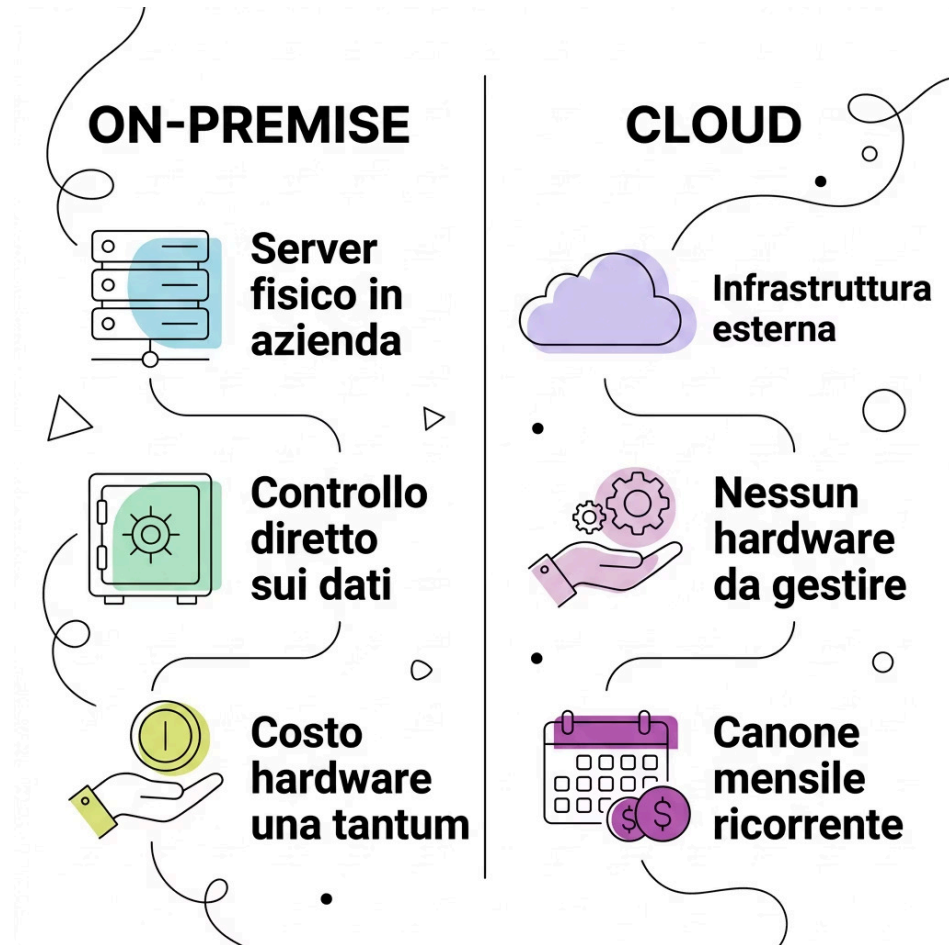 ON-PREMISE
Server
fisico in
azienda
Controllo
diretto
sui dati
Costo
hardware
una tantum
CLOUD
Infrastruttura
esterna
Nessun
hardware
da gestire
Canone
mensile
ricorrente
$ $